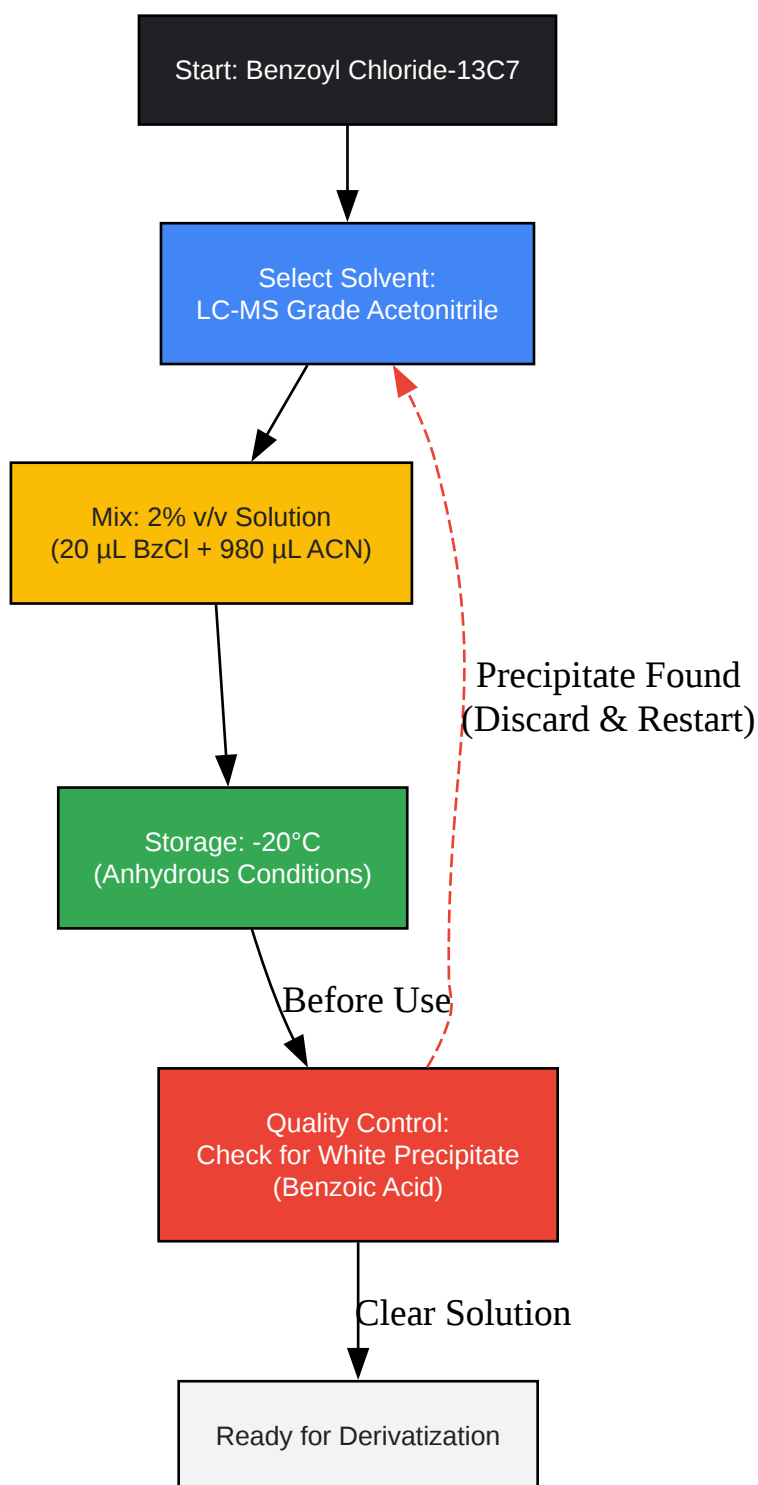 Start: Benzoyl Chloride-13C7
Select Solvent:
LC-MS Grade Acetonitrile
Mix: 2% v/v Solution
(20 µL BzCl + 980 µL ACN)
Precipitate Found
(Discard & Restart)
Storage: -20°C
(Anhydrous Conditions)
Before Use
Quality Control:
Check for White Precipitate
(Benzoic Acid)
Clear Solution
Ready for Derivatization